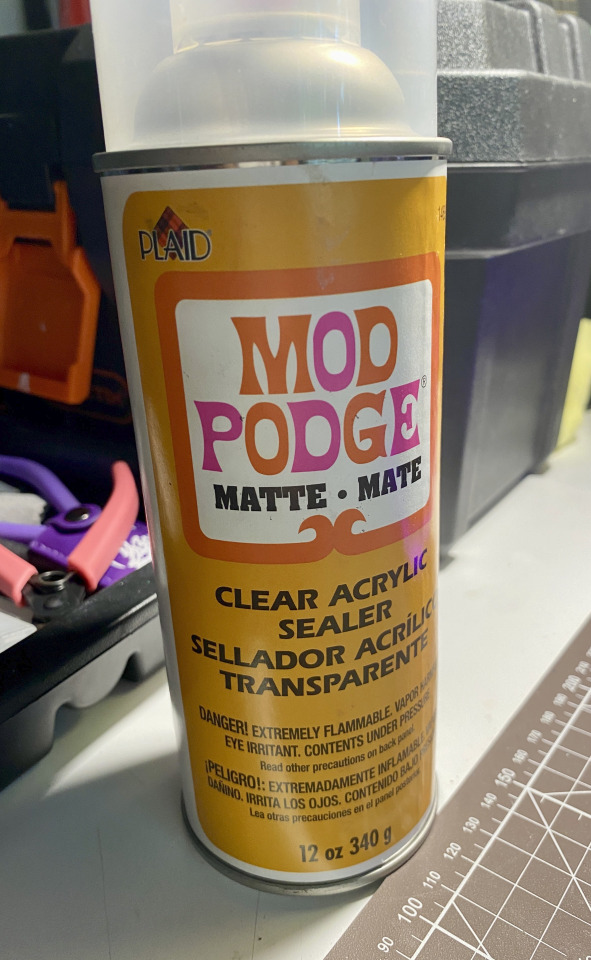 PLAID
MOD
PODGE®
MATTE • MATE
CLEAR ACRYLIC
SEALER
SELLADOR ACRÍLICO
TRANSPARENTE
DANGER! EXTREMELY FLAMMABLE. VAPOR
EYE IRRITANT. CONTENTS UNDER PRESSURE.
Read other precautions on back panel.
¡PELIGRO!: EXTREMADAMENTE INFLAMABLE.
DAÑINO. IRRITA LOS OJOS. CONTENIDO BAJO
Lea otras precauciones en el panel posterior.
12 oz 340 g
90
100
110
120
130
140
150
160
170
180
190
200